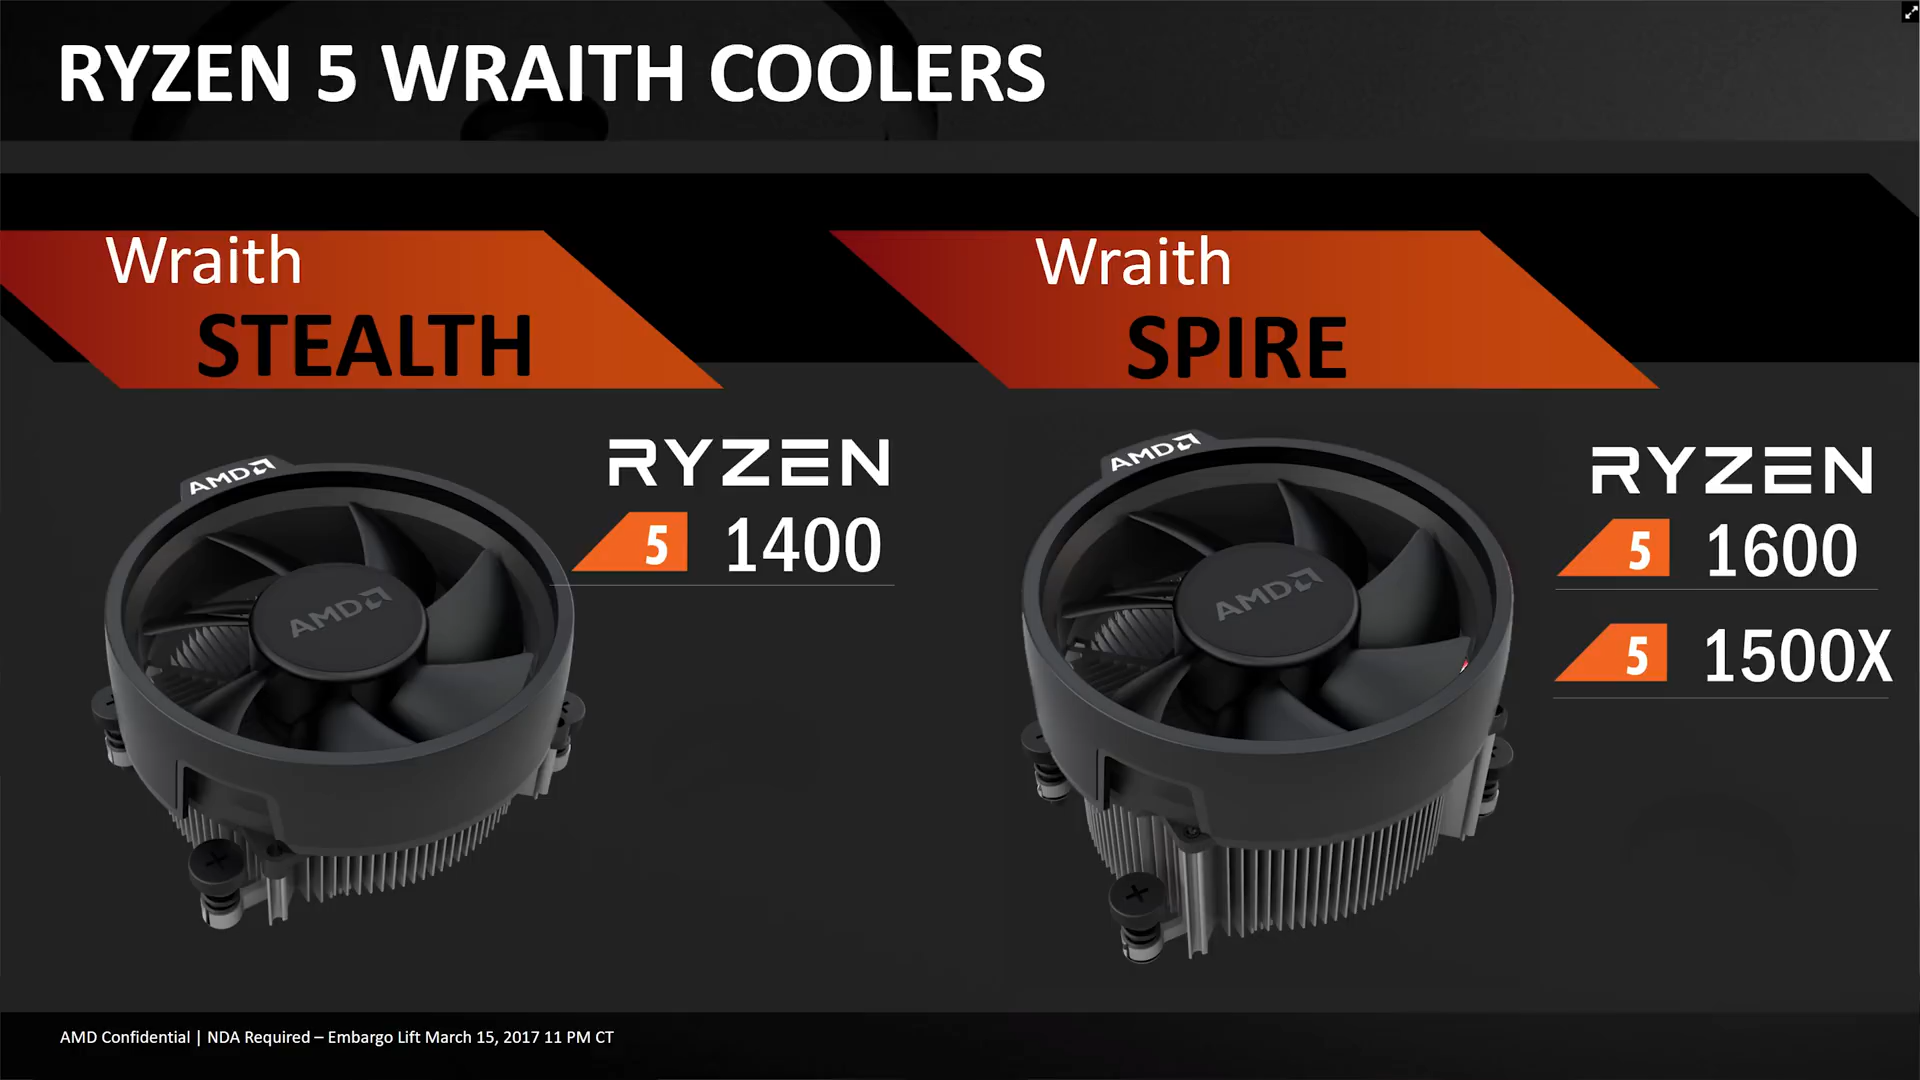 RYZEN 5 WRAITH COOLERS
Wraith
STEALTH
Wraith
SPIRE
AMD
AMD
RYZEN
5 1400
AMD
AMD
RYZEN
5 1600
5 1500X
AMD Confidential | NDA Required – Embargo Lift March 15, 2017 11 PM CT